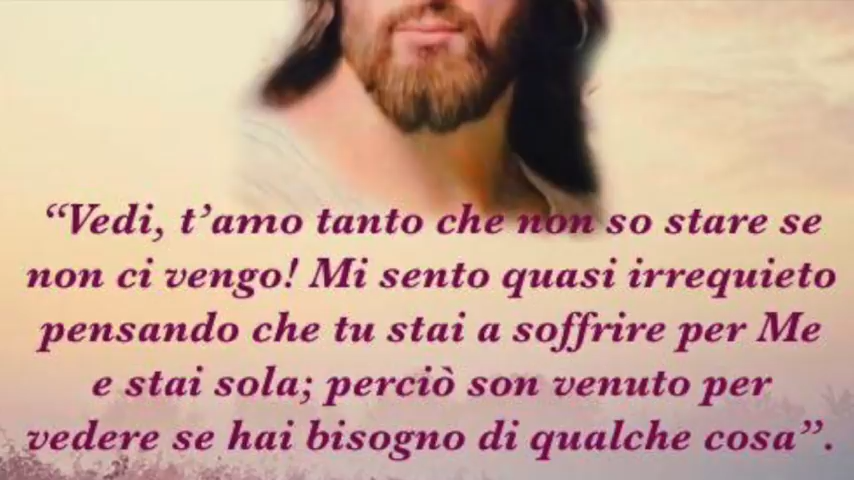 “Vedi, t’amo tanto che non so stare se
non ci vengo! Mi sento quasi irrequieto
pensando che tu stai a soffrire per Me
e stai sola; perciò son venuto per
vedere se hai bisogno di qualche cosa”.